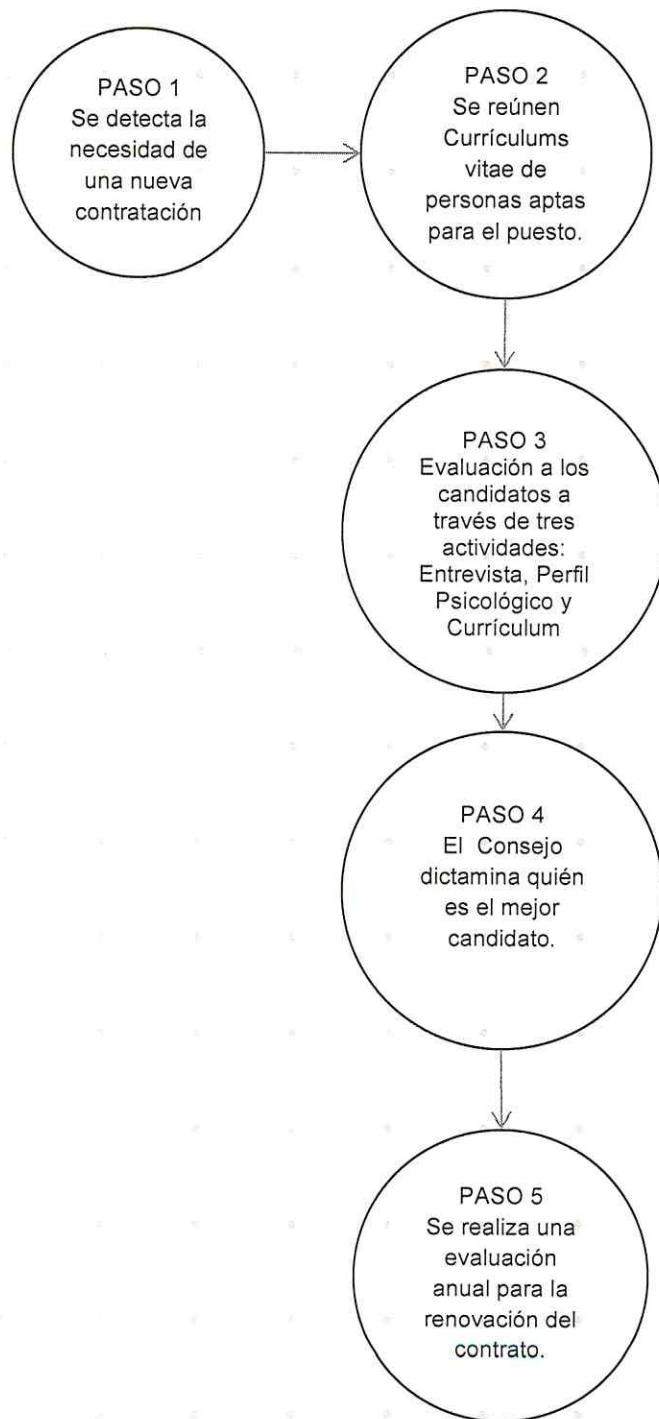 PASO 1
Se detecta la
necesidad de
una nueva
contratación
PASO 2
Se reúnen
Currículums
vitae de
personas aptas
para el puesto.
PASO 3
Evaluación a los
candidatos a
través de tres
actividades:
Entrevista, Perfil
Psicológico y
Currículum
PASO 4
El Consejo
dictamina quién
es el mejor
candidato.
PASO 5
Se realiza una
evaluación
anual para la
renovación del
contrato.